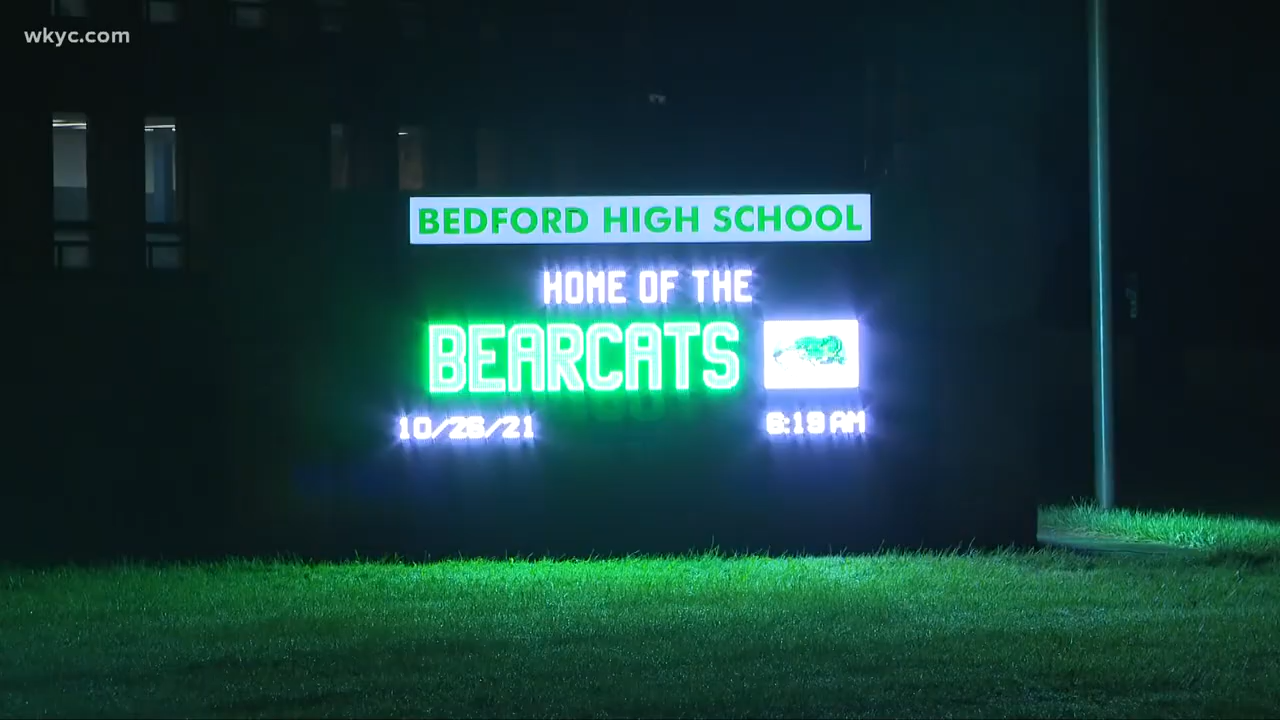 wkyc.com
BEDFORD HIGH SCHOOL
HOME OF THE
BEARCATS
10/26/21 6:19 AM